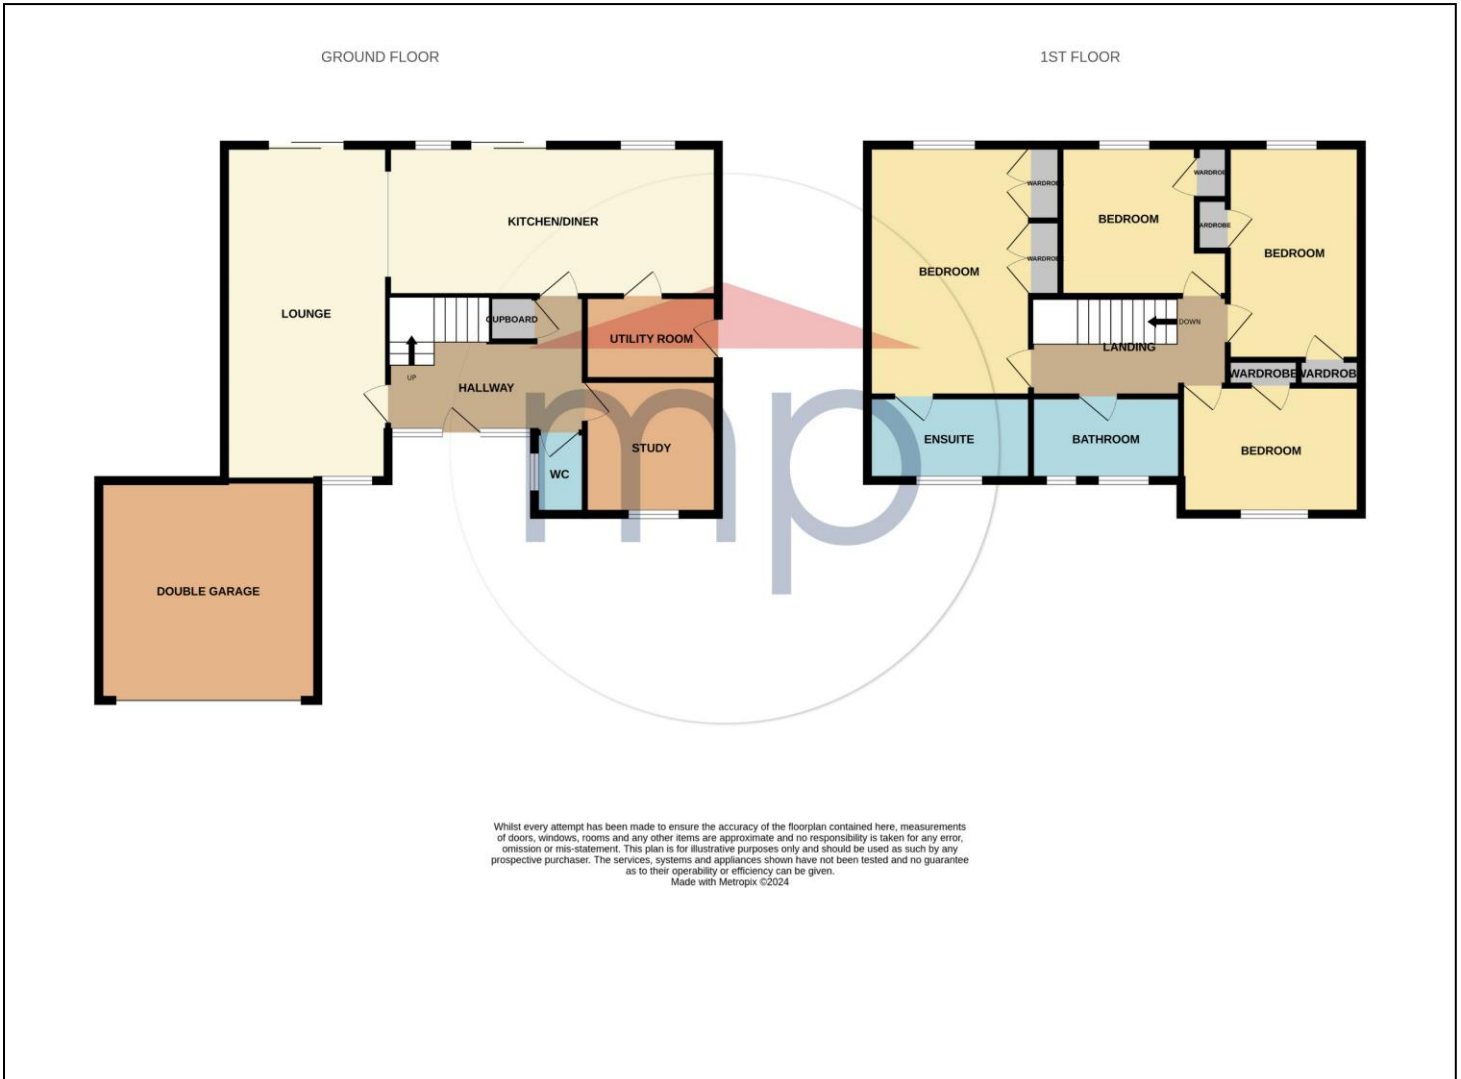 GROUND FLOOR
1ST FLOOR
LOUNGE
KITCHEN/DINER
CUPBOARD
UTILITY ROOM
UP
HALLWAY
STUDY
WC
DOUBLE GARAGE
WARDROBE
WARDROBE
BEDROOM
WARDROBE
WARDROBE
BEDROOM
BEDROOM
DOWN
LANDING
WARDROBE
WARDROBE
ENSUITE
BATHROOM
BEDROOM
mp
Whilst every attempt has been made to ensure the accuracy of the floorplan contained here, measurements
of doors, windows, rooms and any other items are approximate and no responsibility is taken for any error,
omission or mis-statement. This plan is for illustrative purposes only and should be used as such by any
prospective purchaser. The services, systems and appliances shown have not been tested and no guarantee
as to their operability or efficiency can be given.
Made with Metropix ©2024